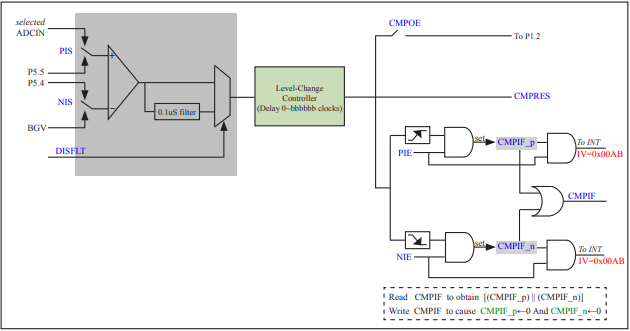 selected
ADCIN
PIS
P5.5
P5.4
NIS
BGV
DISFLT
+
−
0.1uS filter
Level-Change
Controller
(Delay 0~bbbbbb clocks)
CMPOE
To P1.2
CMPRES
PIE
set
CMPIF_p
To INT
IV=0x00AB
CMPIF
NIE
set
CMPIF_n
To INT
IV=0x00AB
Read CMPIF to obtain [(CMPIF_p) || (CMPIF_n)]
Write CMPIF to cause CMPIF_p←0 And CMPIF_n←0